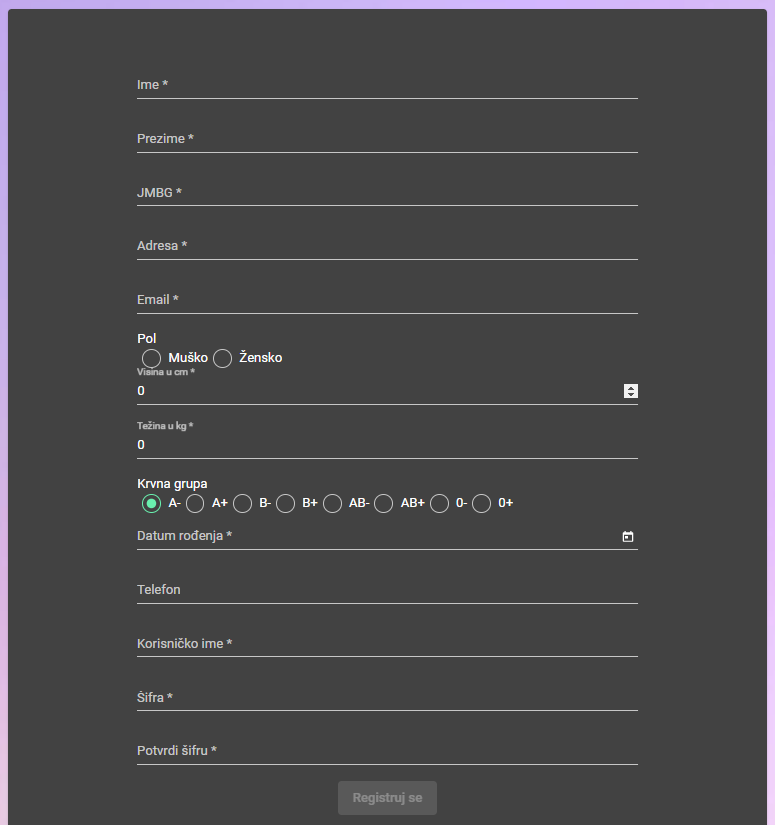 Ime *
Prezime *
JMBG *
Adresa *
Email *
Pol
Muško Žensko
Visina u cm *
0
Težina u kg *
0
Krvna grupa
A- A+ B- B+ AB- AB+ 0- 0+
Datum rođenja *
Telefon
Korisničko ime *
Šifra *
Potvrdi šifru *
Registruj se